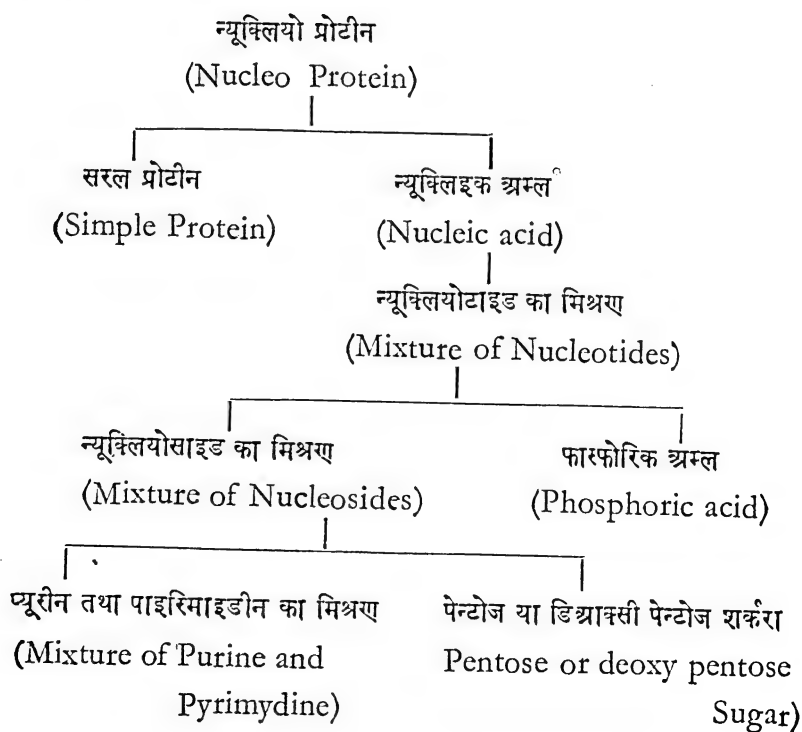 न्यूक्लियो प्रोटीन
(Nucleo Protein)
सरल प्रोटीन
(Simple Protein)
न्यूक्लिइक अम्ल
(Nucleic acid)
न्यूक्लियोटाइड का मिश्रण
(Mixture of Nucleotides)
न्यूक्लियोसाइड का मिश्रण
(Mixture of Nucleosides)
फास्फोरिक अम्ल
(Phosphoric acid)
प्यूरीन तथा पाइरिमाइडीन का मिश्रण
(Mixture of Purine and
Pyrimydine)
पेन्टोज या डिआक्सी पेन्टोज शर्करा
Pentose or deoxy pentose
Sugar)